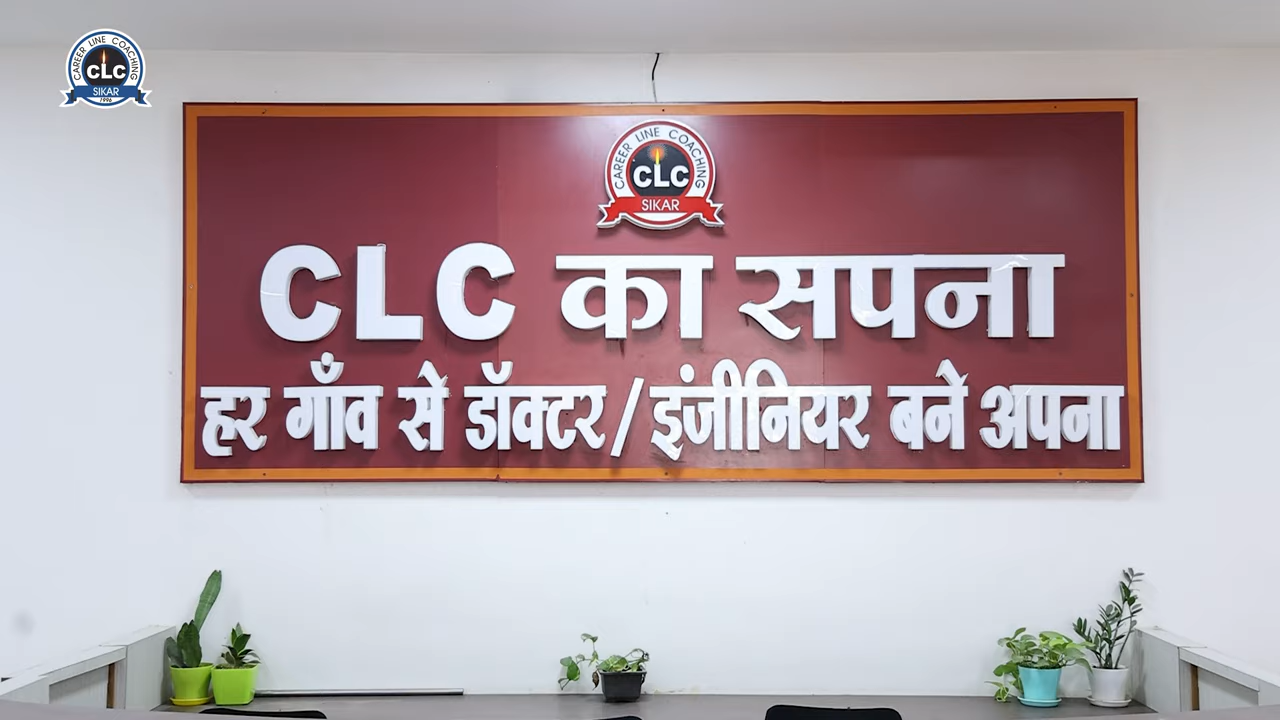 CAREER LINE COACHING
CLC
SIKAR
1996
CAREER LINE COACHING
CLC
SIKAR
CLC का सपना
हर गाँव से डॉक्टर/इंजीनियर बनें अपना